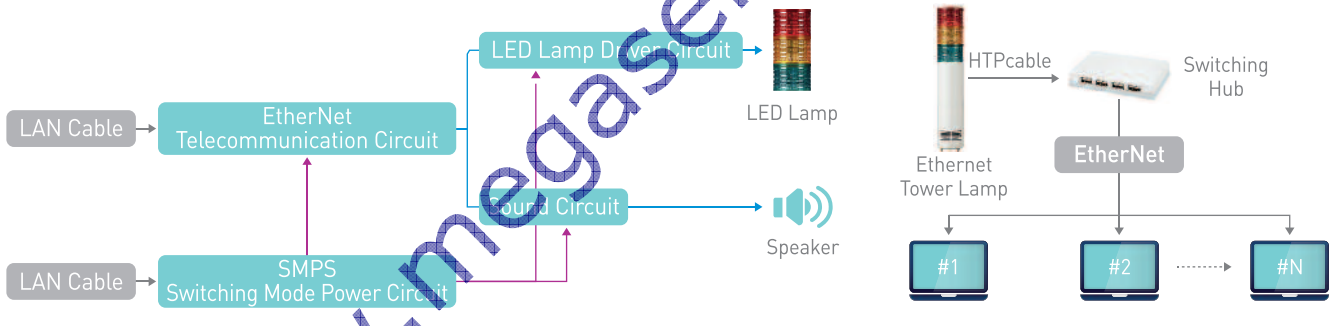 LAN Cable
EtherNet
Telecommunication Circuit
LED Lamp Driver Circuit
LED Lamp
Sound Circuit
Speaker
LAN Cable
SMPS
Switching Mode Power Circuit
HTPcable
Switching
Hub
Ethernet
Tower Lamp
EtherNet
#1
#2
#N
.megase